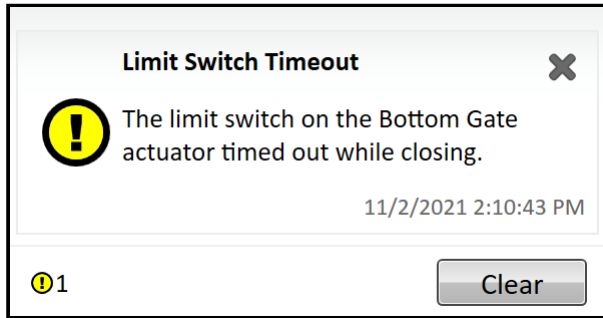 Limit Switch Timeout
The limit switch on the Bottom Gate
actuator timed out while closing.
11/2/2021 2:10:43 PM
1
Clear